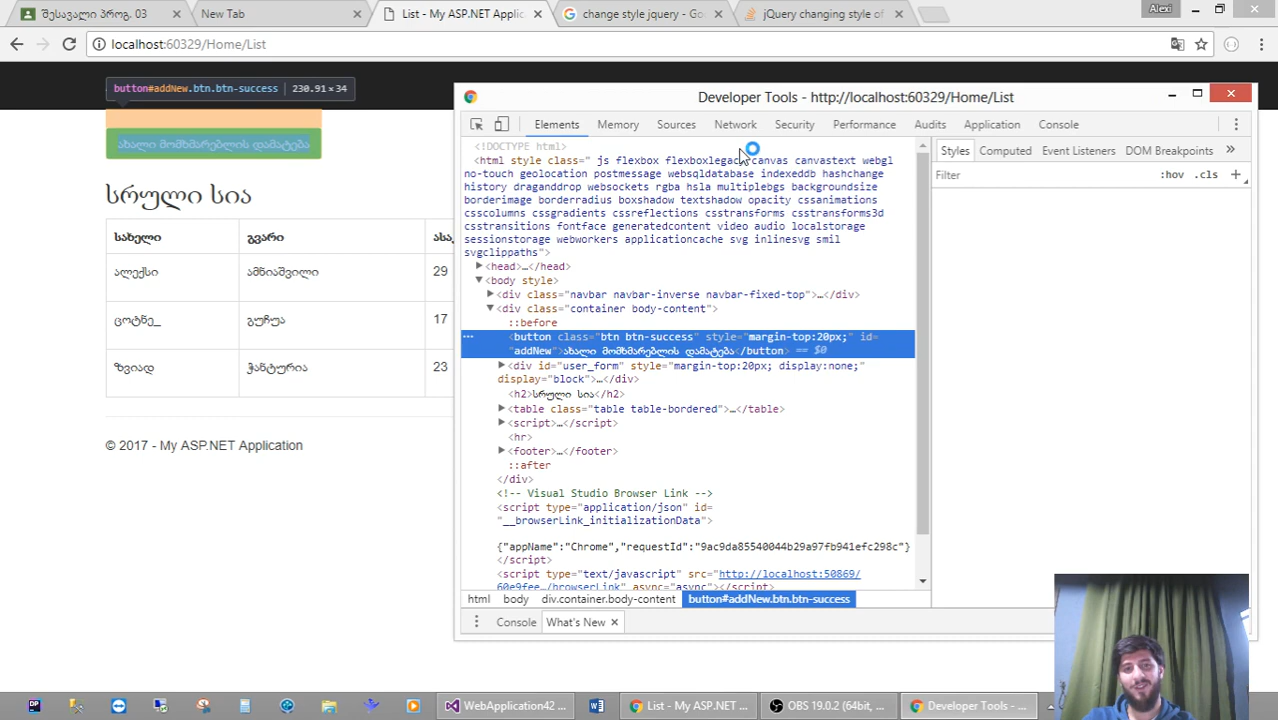 შესავალი პროგ. 03
New Tab
List - My ASP.NET Applic
change style jquery - Go
jQuery changing style of
Alexi
localhost:60329/Home/List
button#addNew.btn.btn-success | 230.91×34
ახალი მომხმარებლის დამატება
სრული სია
სახელი გვარი ასა
ალექსი ამნიაშვილი 29
ცოტნე_ გუჩუა 17
ზვიად ჭანტურია 23
© 2017 - My ASP.NET Application
Developer Tools - http://localhost:60329/Home/List
Elements Memory Sources Network Security Performance Audits Application Console
<!DOCTYPE html>
<html style class=" js flexbox flexboxlegacy canvas canvastext webgl
no-touch geolocation postmessage websqldatabase indexeddb hashchange
history draganddrop websockets rgba hsla multiplebgs backgroundsize
borderimage borderradius boxshadow textshadow opacity cssanimations
csscolumns cssgradients cssreflections csstransforms csstransforms3d
csstransitions fontface generatedcontent video audio localstorage
sessionstorage webworkers applicationcache svg inlinesvg smil
svgclippaths">
<head>…</head>
<body style>
<div class="navbar navbar-inverse navbar-fixed-top">…</div>
<div class="container body-content">
::before
<button class="btn btn-success" style="margin-top:20px;" id=
"addNew">ახალი მომხმარებლის დამატება</button> == $0
<div id="user_form" style="margin-top:20px; display:none;"
display="block">…</div>
<h2>სრული სია</h2>
<table class="table table-bordered">…</table>
<script>…</script>
<hr>
<footer>…</footer>
::after
</div>
<!-- Visual Studio Browser Link -->
<script type="application/json" id=
"__browserLink_initializationData">
{"appName":"Chrome","requestId":"9ac9da85540044b29a97fb941efc298c"}
</script>
<script type="text/javascript" src="http://localhost:50869/
60e9fee…/browserLink" async="async"></script>
html body div.container.body-content button#addNew.btn.btn-success
Console What's New
Styles Computed Event Listeners DOM Breakpoints
Filter :hov .cls
WebApplication42 ...
List - My ASP.NET ...
OBS 19.0.2 (64bit, ...
Developer Tools - ...